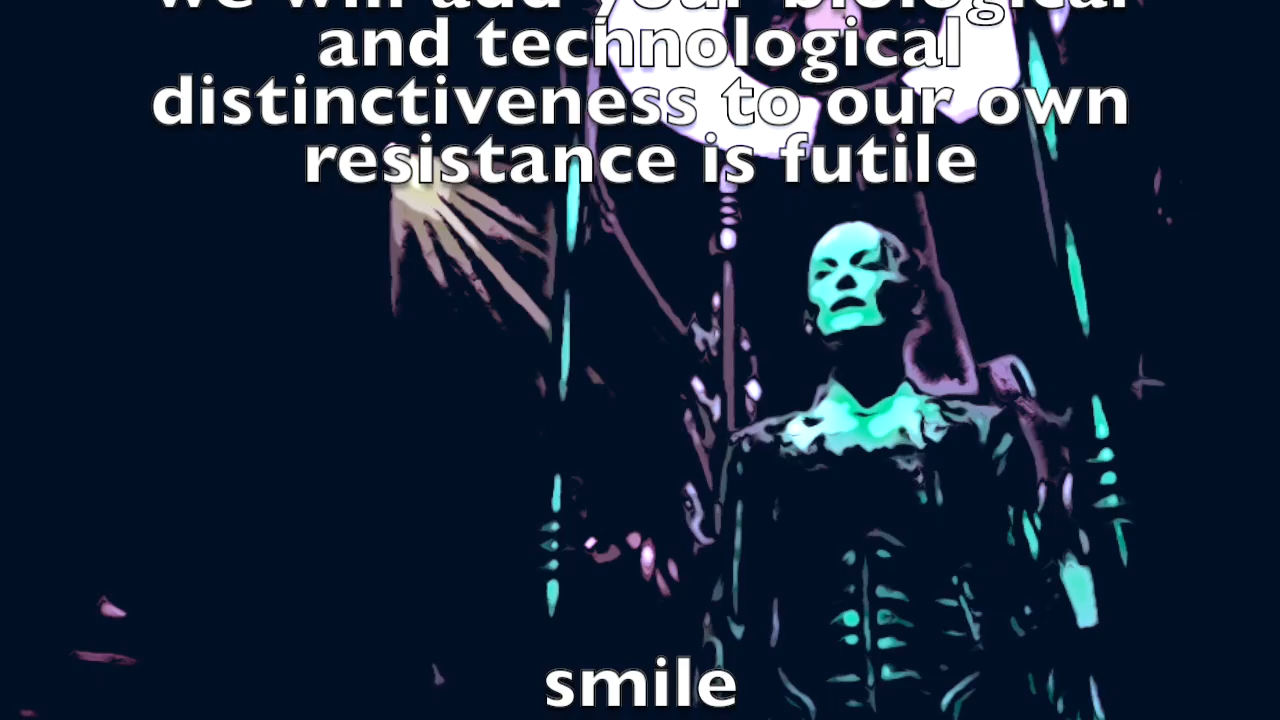 we will add your biological
and technological
distinctiveness to our own
resistance is futile
smile